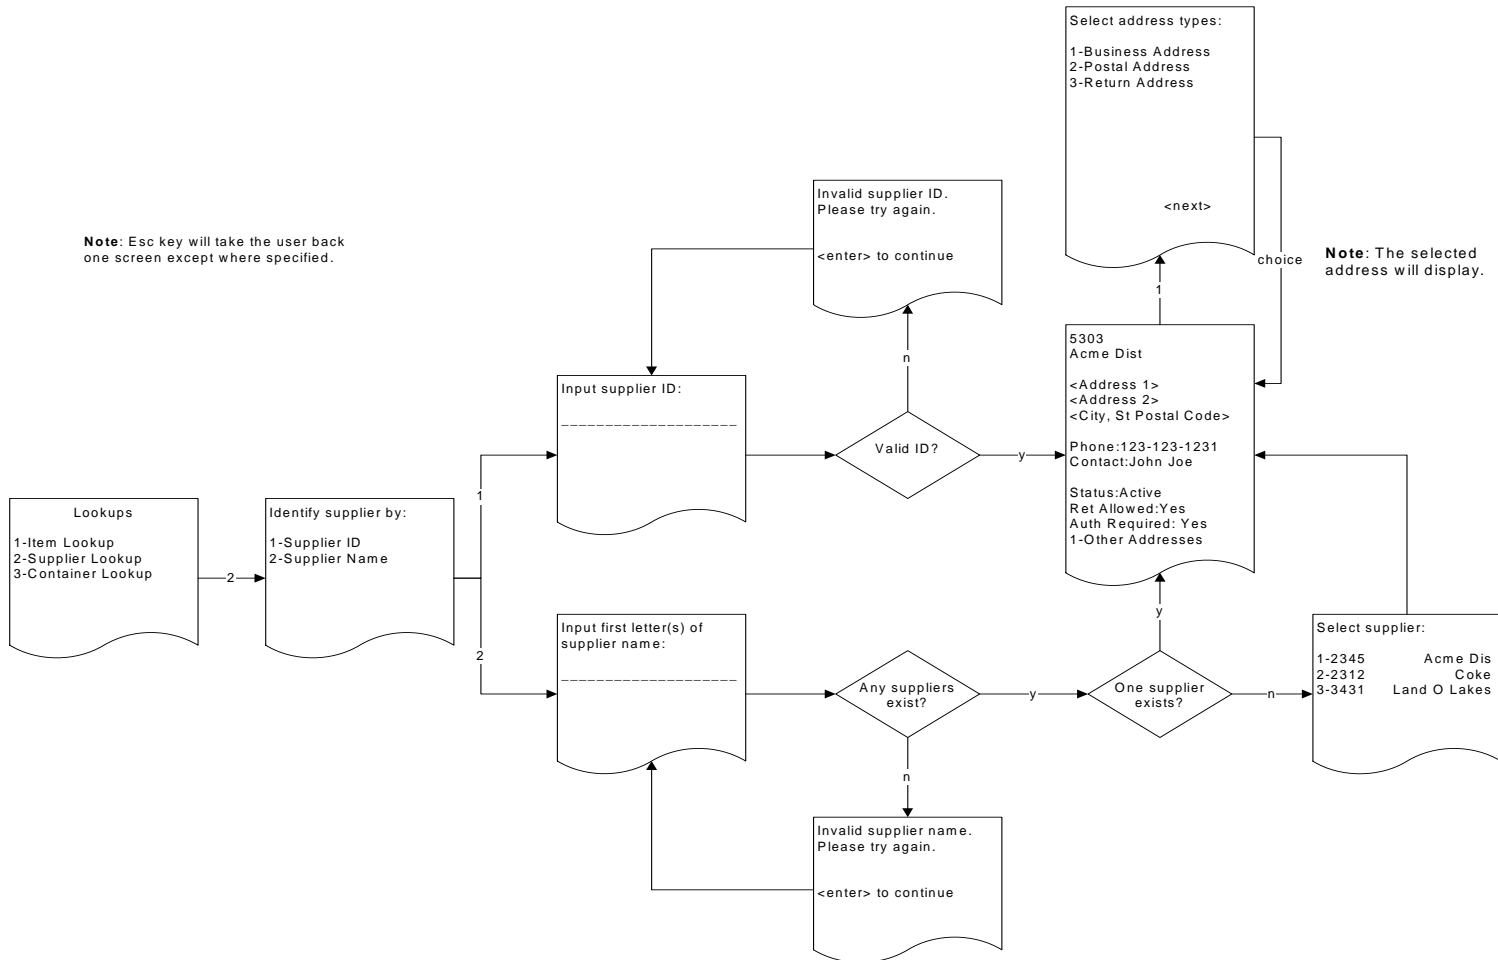 Select address types:
1-Business Address
2-Postal Address
3-Return Address
<next>
choice
Note: The selected
address will display.
Note: Esc key will take the user back
one screen except where specified.
Invalid supplier ID.
Please try again.
<enter> to continue
n
1
Input supplier ID:
____________________
Valid ID?
y
5303
Acme Dist
<Address 1>
<Address 2>
<City, St Postal Code>
Phone:123-123-1231
Contact:John Joe
Status:Active
Ret Allowed:Yes
Auth Required: Yes
1-Other Addresses
Lookups
1-Item Lookup
2-Supplier Lookup
3-Container Lookup
2
Identify supplier by:
1-Supplier ID
2-Supplier Name
1
2
Input first letter(s) of
supplier name:
____________________
Any suppliers
exist?
y
One supplier
exists?
y
n
Select supplier:
1-2345 Acme Dis
2-2312 Coke
3-3431 Land O Lakes
n
Invalid supplier name.
Please try again.
<enter> to continue